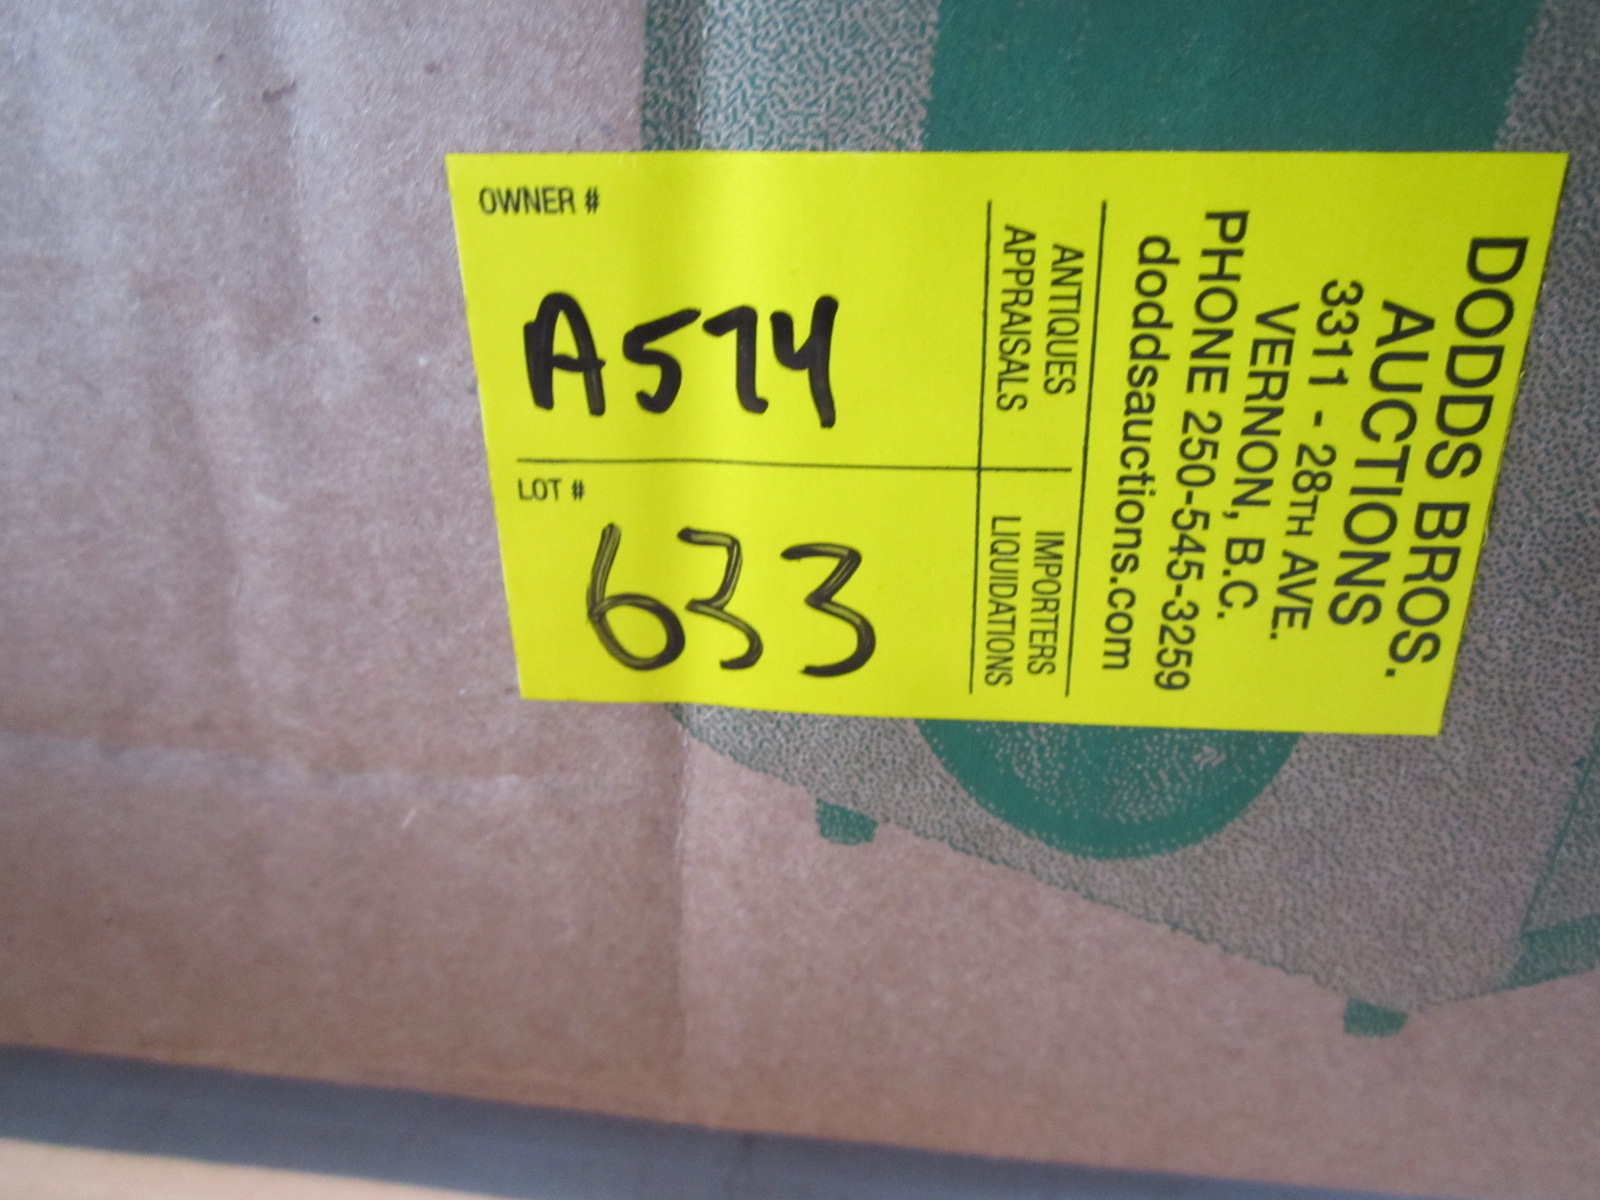 DODDS BROS.
AUCTIONS
3311 - 28TH AVE.
VERNON, B.C.
PHONE 250-545-3259
doddsauctions.com
ANTIQUES
APPRAISALS
IMPORTERS
LIQUIDATIONS
OWNER #
A574
LOT #
633